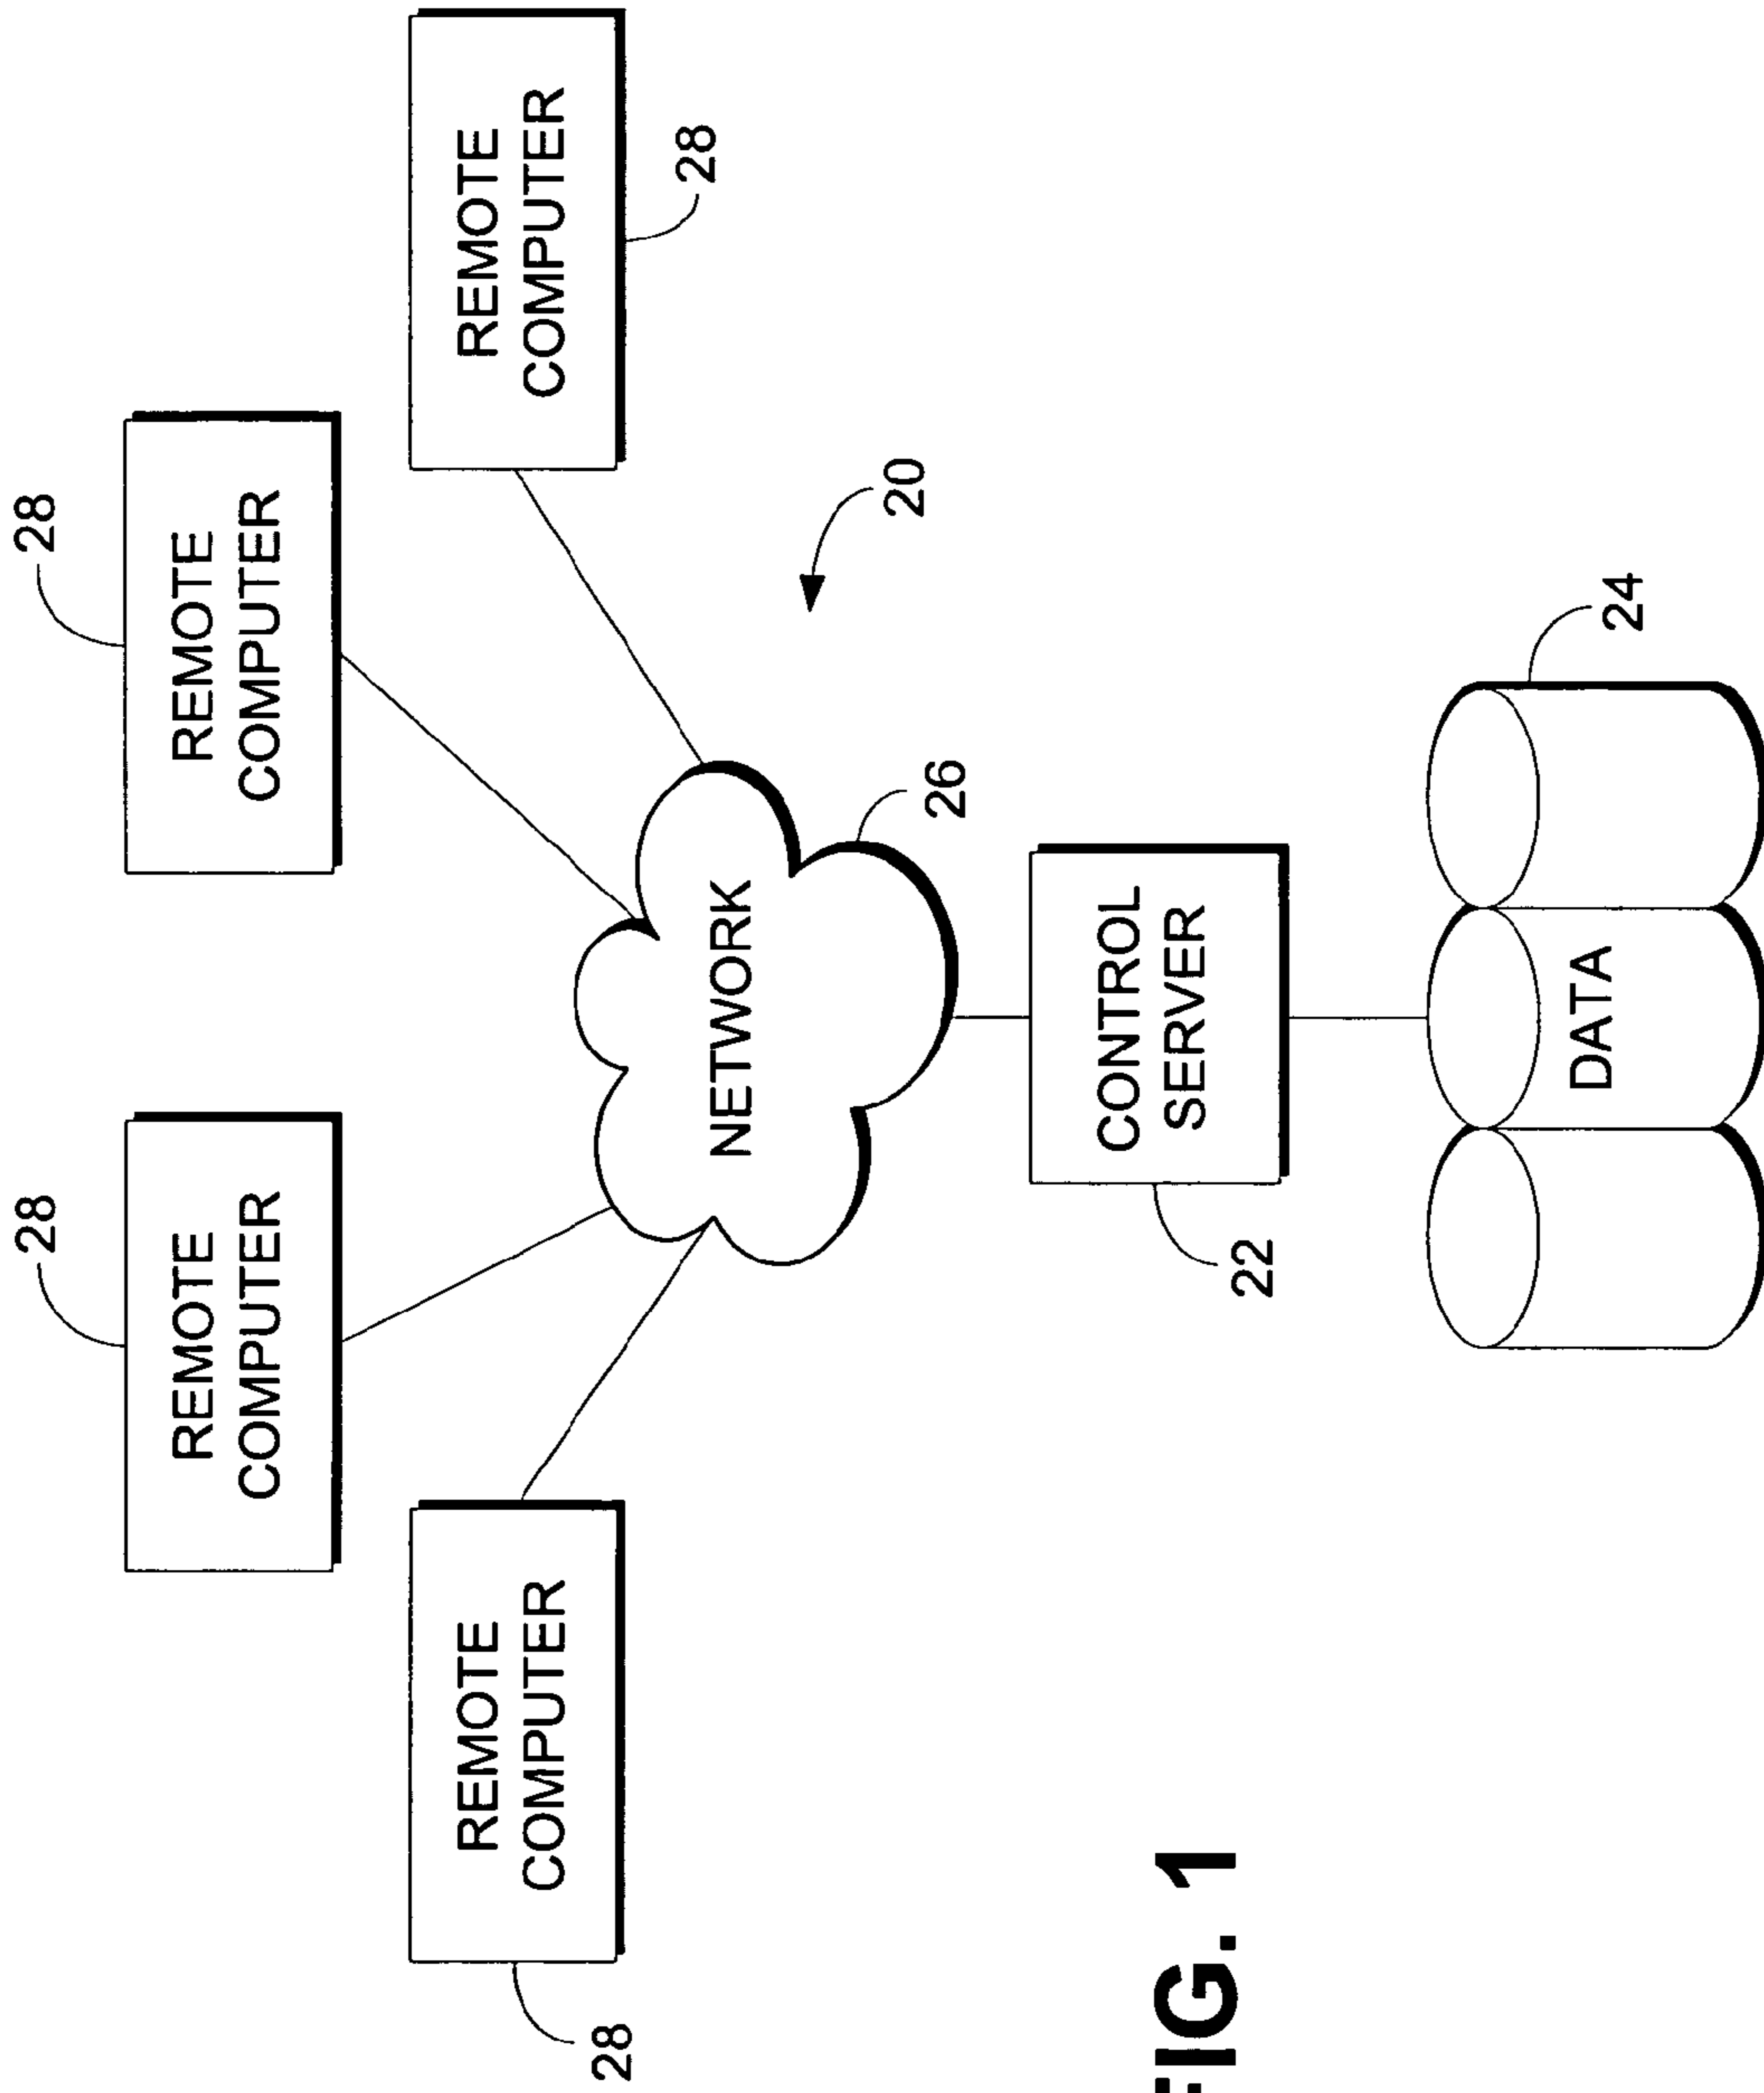 28
28
REMOTE
COMPUTER
REMOTE
COMPUTER
28
REMOTE
COMPUTER
REMOTE
COMPUTER
28
20
NETWORK
26
22
CONTROL
SERVER
24
DATA
FIG. 1